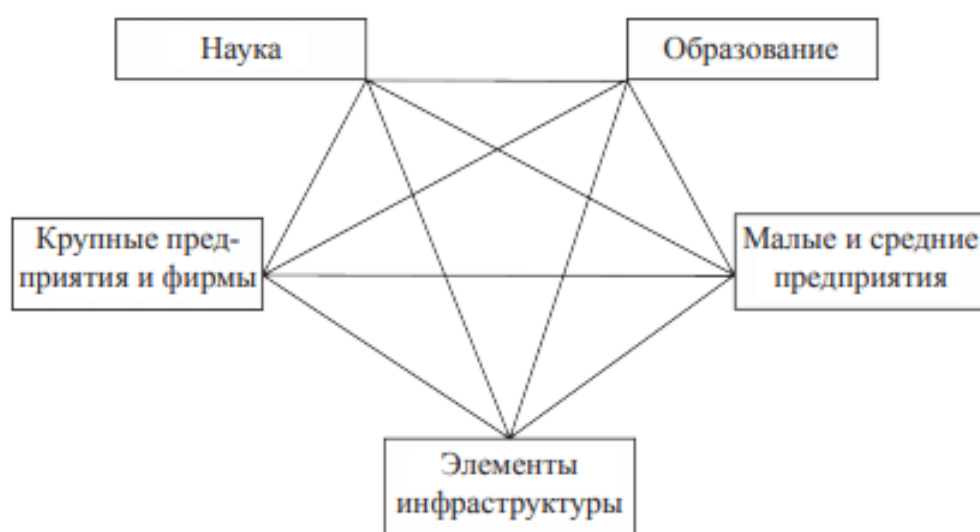 Наука
Образование
Крупные пред-
приятия и фирмы
Малые и средние
предприятия
Элементы
инфраструктуры